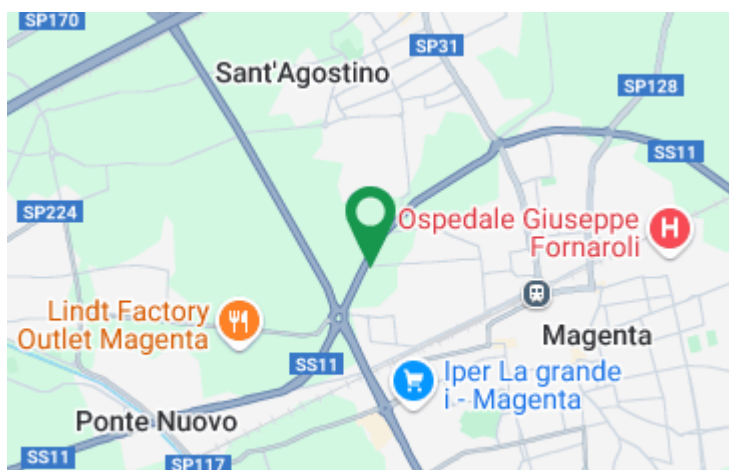 SP170
SP31
Sant'Agostino
SP128
SS11
SP224
Ospedale Giuseppe
Fornaroli
H
Lindt Factory
Outlet Magenta
Magenta
SS11
Iper La grande
i - Magenta
Ponte Nuovo
SS11
SP117